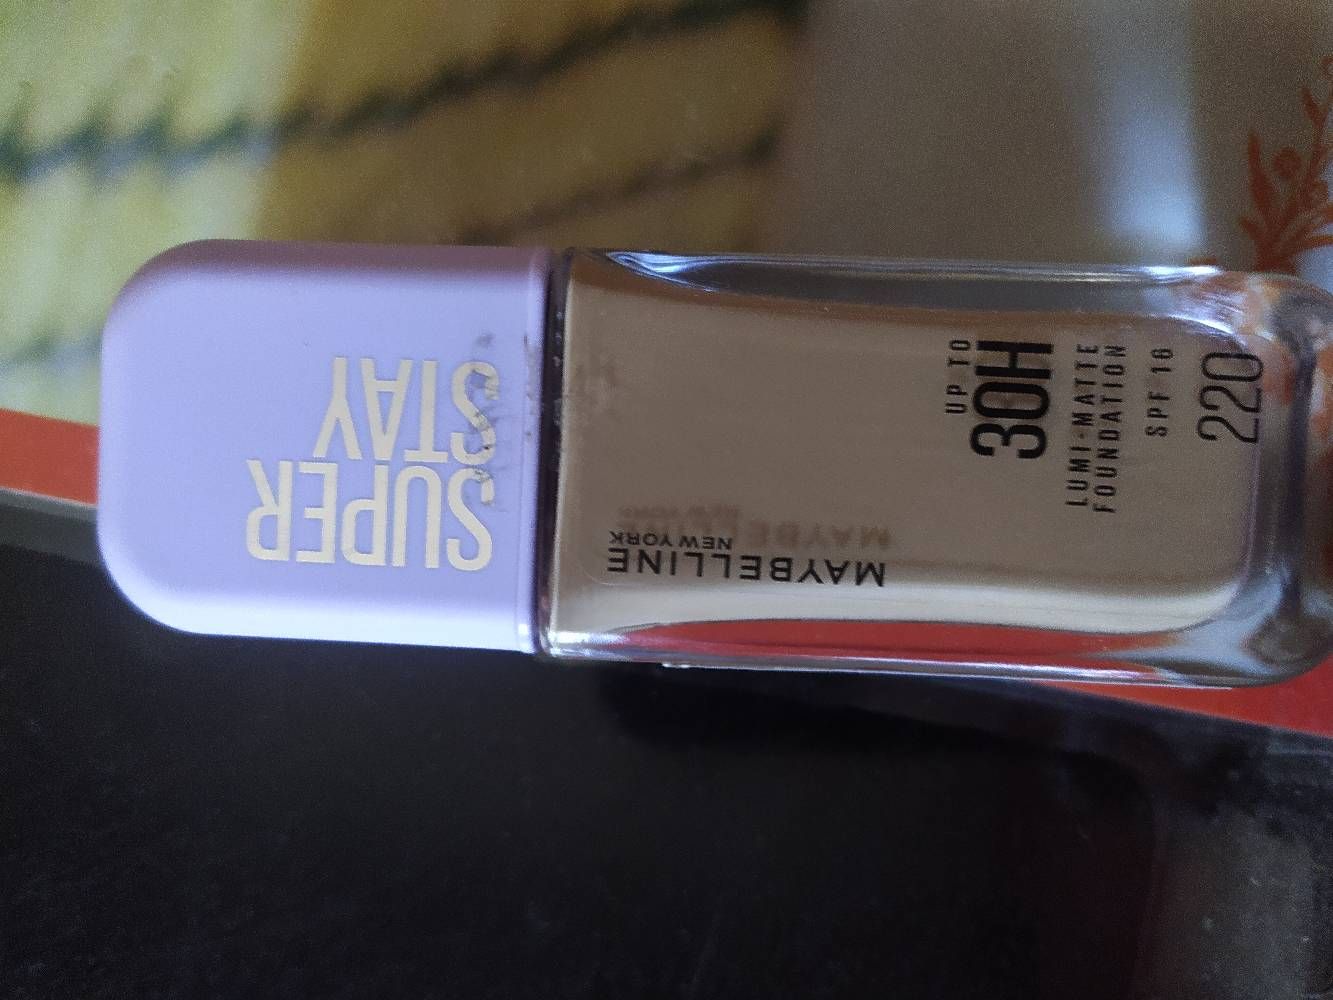 SUPER
STAY
MAYBELLINE
NEW YORK
UP TO
30H
LUMI-MATTE
FOUNDATION
SPF 16
220